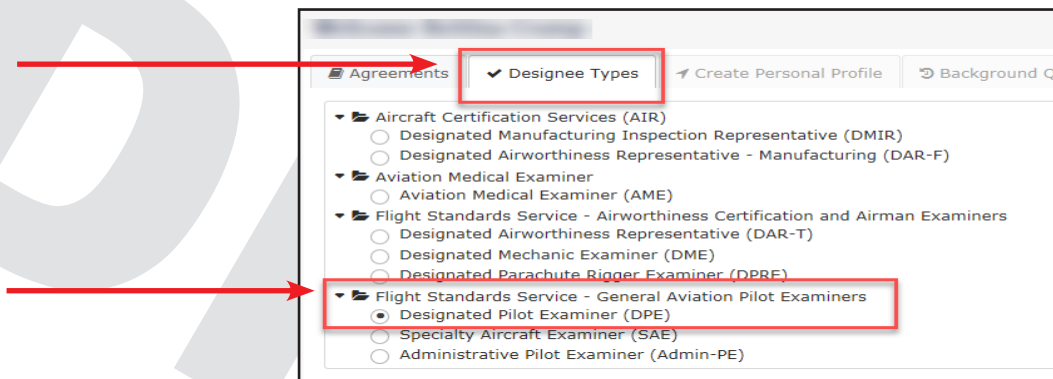 Agreements
Designee Types
Create Personal Profile
Background Q
Aircraft Certification Services (AIR)
Designated Manufacturing Inspection Representative (DMIR)
Designated Airworthiness Representative - Manufacturing (DAR-F)
Aviation Medical Examiner
Aviation Medical Examiner (AME)
Flight Standards Service - Airworthiness Certification and Airman Examiners
Designated Airworthiness Representative (DAR-T)
Designated Mechanic Examiner (DME)
Designated Parachute Rigger Examiner (DPRE)
Flight Standards Service - General Aviation Pilot Examiners
Designated Pilot Examiner (DPE)
Specialty Aircraft Examiner (SAE)
Administrative Pilot Examiner (Admin-PE)